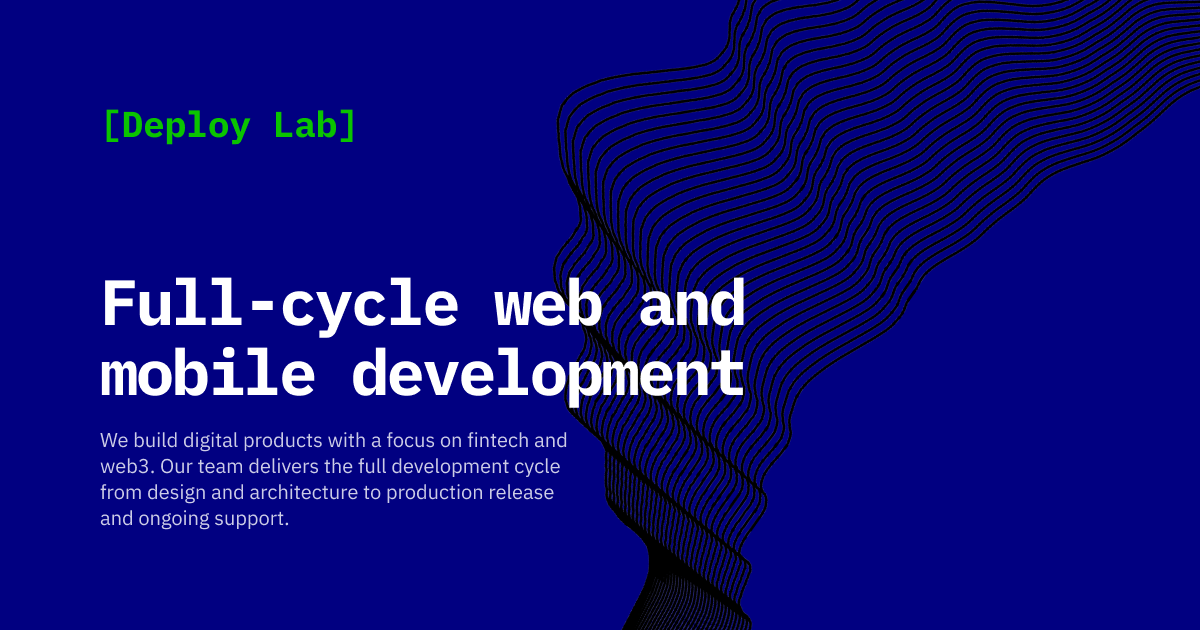 [Deploy Lab]
Full-cycle web and
mobile development
We build digital products with a focus on fintech and
web3. Our team delivers the full development cycle
from design and architecture to production release
and ongoing support.